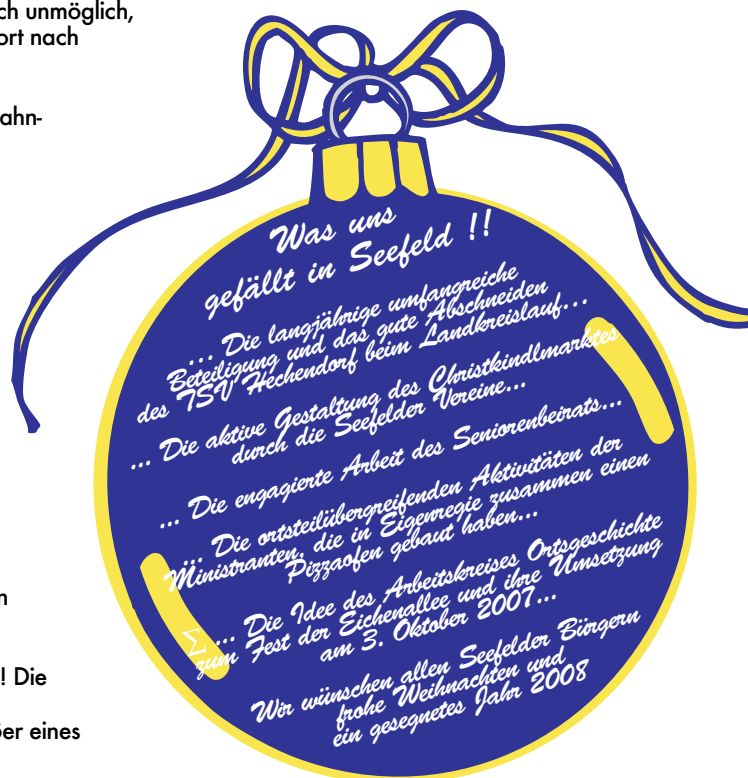 ch unmöglich,
ort nach
ahn-
Was uns
gefällt in Seefeld !!
... Die langjährige umfangreiche
Beteiligung und das gute Abschneiden
des TSV Hechendorf beim Landkreislauf...
... Die aktive Gestaltung des Christkindlmarktes
durch die Seefelder Vereine...
... Die engagierte Arbeit des Seniorenbeirats...
... Die ortsteilübergreifenden Aktivitäten der
Ministranten, die in Eigenregie zusammen einen
Pizzaofen gebaut haben...
∑ ... Die Idee des Arbeitskreises Ortsgeschichte
zum Fest der Eichenallee und ihre Umsetzung
am 3. Oktober 2007...
Wir wünschen allen Seefelder Bürgern
frohe Weihnachten und
ein gesegnetes Jahr 2008
n
! Die
ßer eines